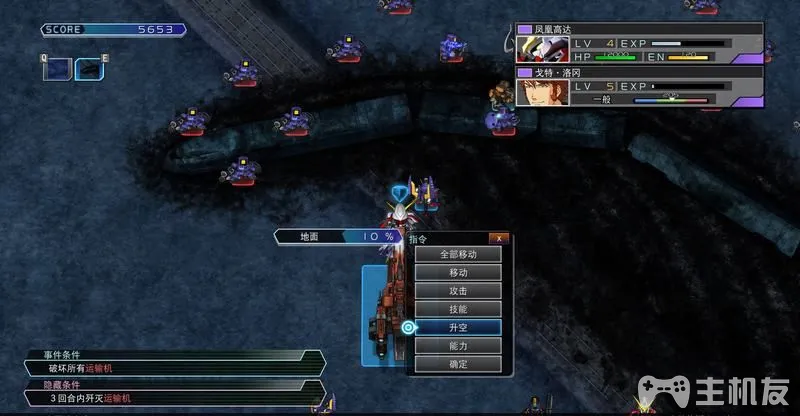 SCORE 5653
Q E
凤凰高达
LV 4 EXP
HP 12000 EN 120
戈特·洛冈
LV 5 EXP
一般 205
地面 10 %
指令 x
全部移动
移动
攻击
技能
升空
能力
确定
事件条件
破坏所有运输机
隐藏条件
3回合内歼灭运输机
主机友